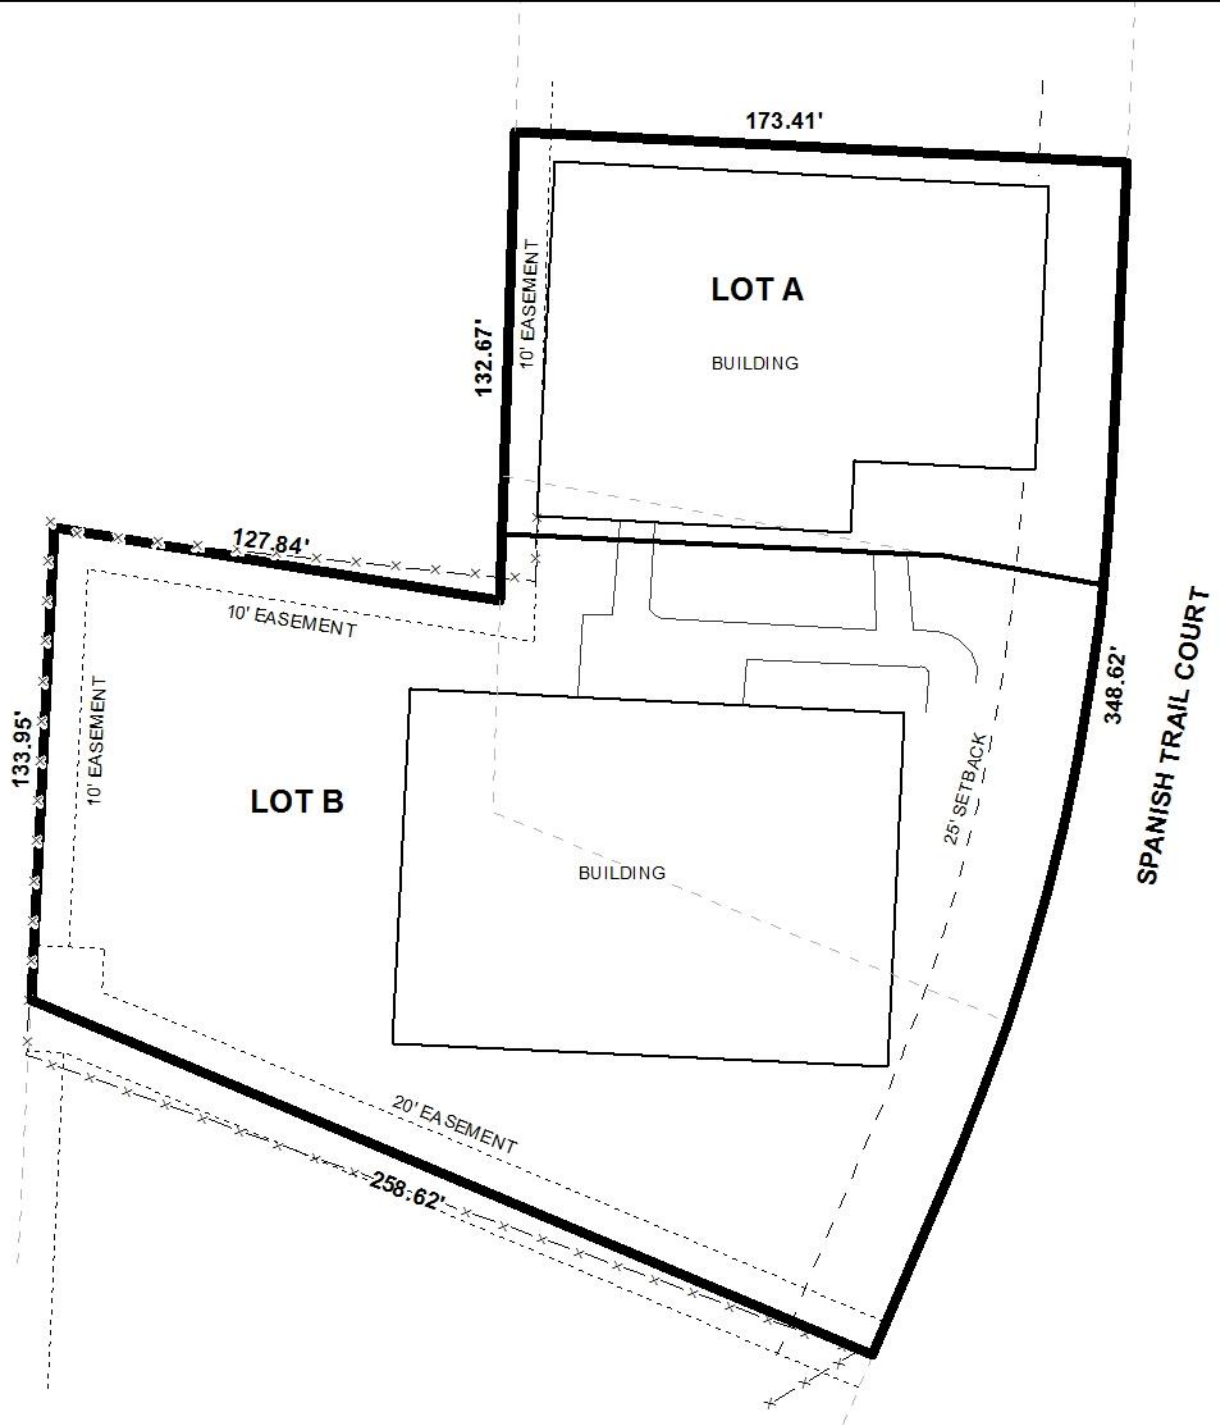 173.41'
10' EASEMENT
LOT A
132.67'
BUILDING
127.84'
10' EASEMENT
SPANISH TRAIL COURT
348.62'
133.95'
10' EASEMENT
25' SETBACK
LOT B
BUILDING
20' EASEMENT
258.62'